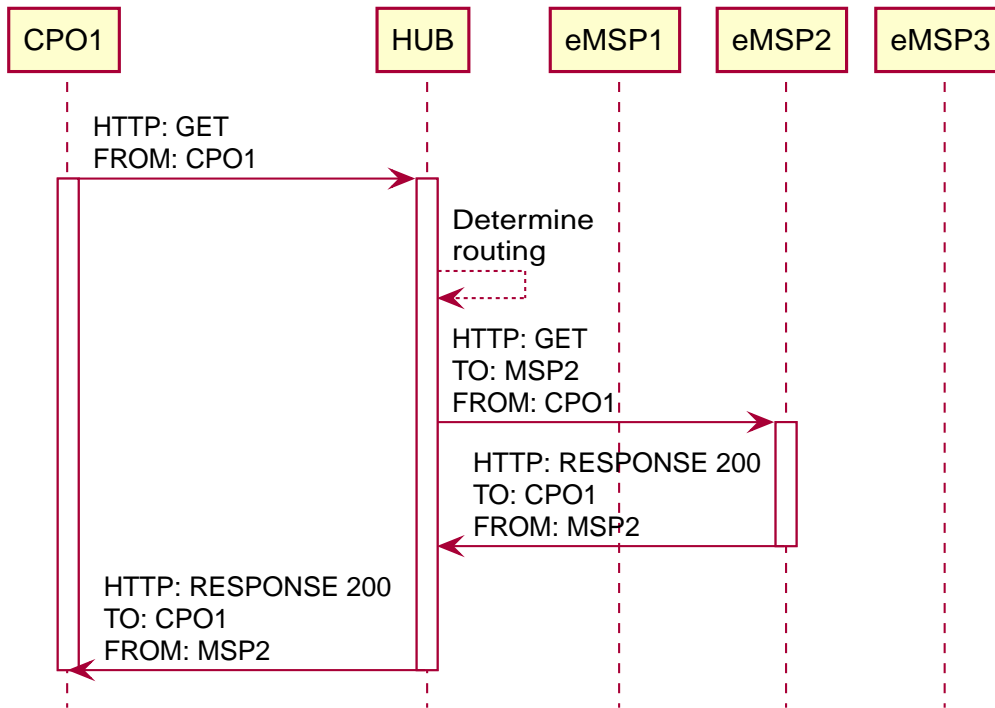 CPO1
HUB
eMSP1
eMSP2
eMSP3
HTTP: GET
FROM: CPO1
Determine
routing
HTTP: GET
TO: MSP2
FROM: CPO1
HTTP: RESPONSE 200
TO: CPO1
FROM: MSP2
HTTP: RESPONSE 200
TO: CPO1
FROM: MSP2